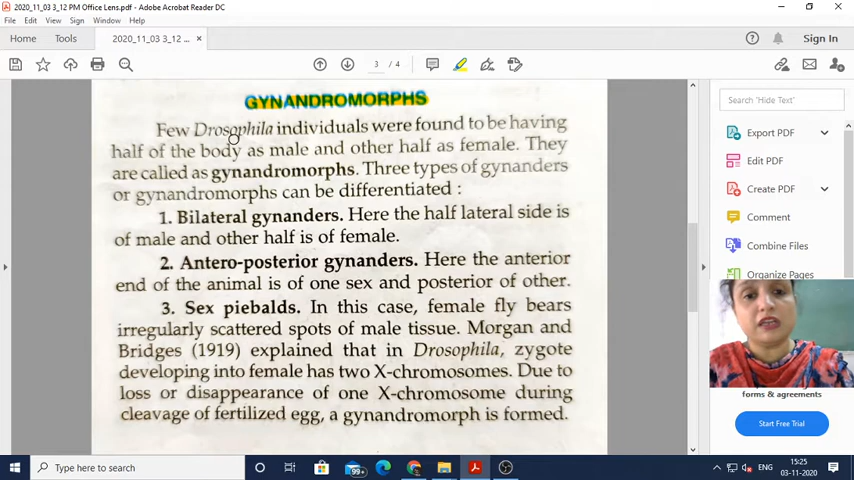 2020_11_03 3_12 PM Office Lens.pdf - Adobe Acrobat Reader DC
File Edit View Sign Window Help
Home Tools 2020_11_03 3_12 ... × Sign In
3 / 4
GYNANDROMORPHS
Few Drosophila individuals were found to be having
half of the body as male and other half as female. They
are called as gynandromorphs. Three types of gynanders
or gynandromorphs can be differentiated :
1. Bilateral gynanders. Here the half lateral side is
of male and other half is of female.
2. Antero-posterior gynanders. Here the anterior
end of the animal is of one sex and posterior of other.
3. Sex piebalds. In this case, female fly bears
irregularly scattered spots of male tissue. Morgan and
Bridges (1919) explained that in Drosophila, zygote
developing into female has two X-chromosomes. Due to
loss or disappearance of one X-chromosome during
cleavage of fertilized egg, a gynandromorph is formed.
Search 'Hide Text'
Export PDF
Edit PDF
Create PDF
Comment
Combine Files
Organize Pages
forms & agreements
Start Free Trial
Type here to search
99+
ENG
15:25
03-11-2020